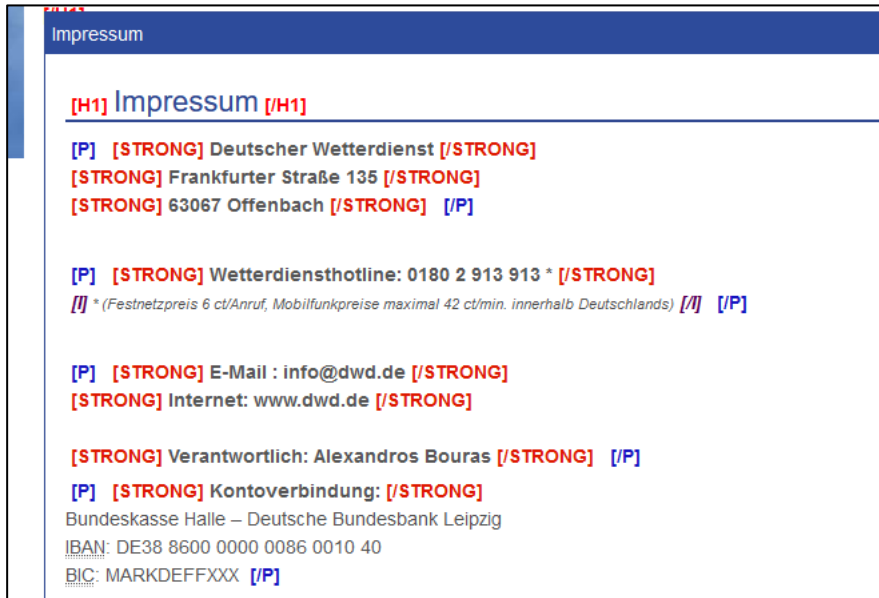 [/H1]
Impressum
[H1] Impressum [/H1]
[P] [STRONG] Deutscher Wetterdienst [/STRONG]
[STRONG] Frankfurter Straße 135 [/STRONG]
[STRONG] 63067 Offenbach [/STRONG] [/P]
[P] [STRONG] Wetterdiensthotline: 0180 2 913 913 * [/STRONG]
[I] * (Festnetzpreis 6 ct/Anruf, Mobilfunkpreise maximal 42 ct/min. innerhalb Deutschlands) [/I] [/P]
[P] [STRONG] E-Mail : info@dwd.de [/STRONG]
[STRONG] Internet: www.dwd.de [/STRONG]
[STRONG] Verantwortlich: Alexandros Bouras [/STRONG] [/P]
[P] [STRONG] Kontoverbindung: [/STRONG]
Bundeskasse Halle – Deutsche Bundesbank Leipzig
IBAN: DE38 8600 0000 0086 0010 40
BIC: MARKDEFFXXX [/P]